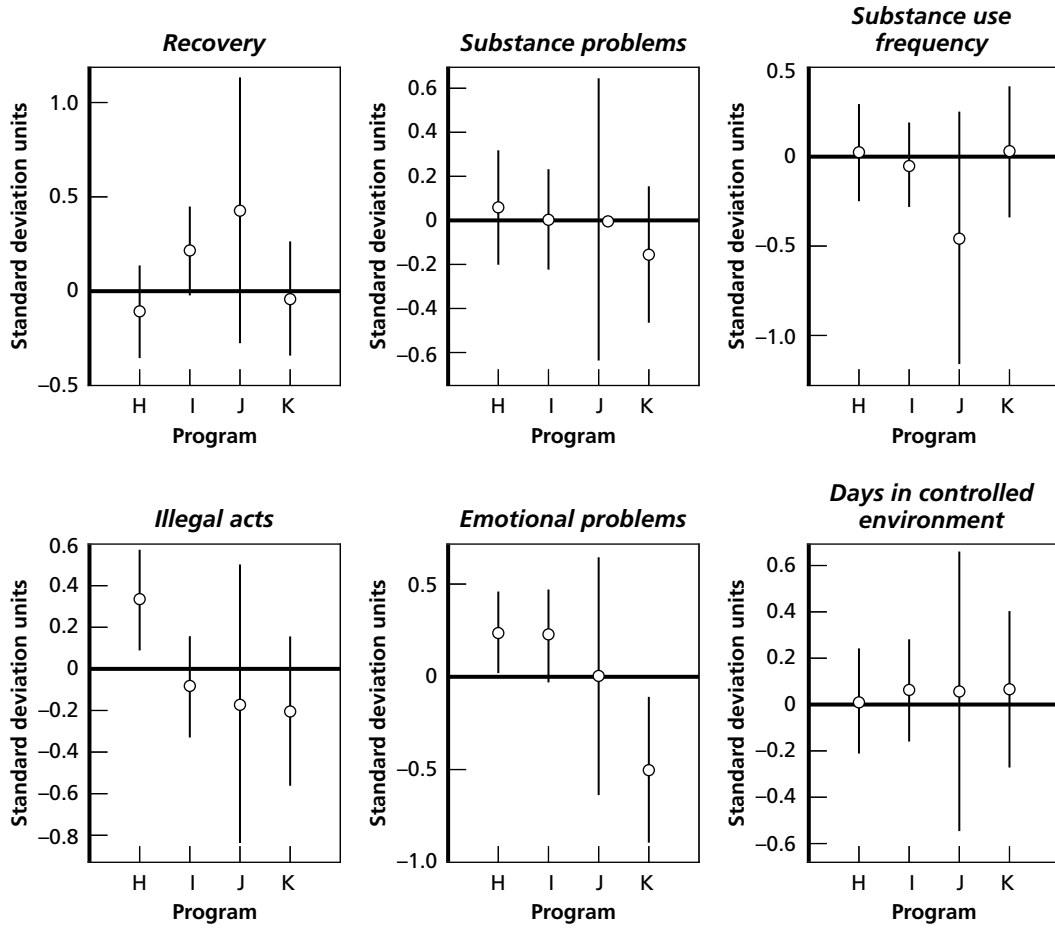 Recovery
Standard deviation units
1.0
0.5
0
–0.5
H I J K
Program
Substance problems
Standard deviation units
0.6
0.4
0.2
0
–0.2
–0.4
–0.6
H I J K
Program
Substance use
frequency
Standard deviation units
0.5
0
–0.5
–1.0
H I J K
Program
Illegal acts
Standard deviation units
0.6
0.4
0.2
0
–0.2
–0.4
–0.6
–0.8
H I J K
Program
Emotional problems
Standard deviation units
0.5
0
–0.5
–1.0
H I J K
Program
Days in controlled
environment
Standard deviation units
0.6
0.4
0.2
0
–0.2
–0.4
–0.6
H I J K
Program